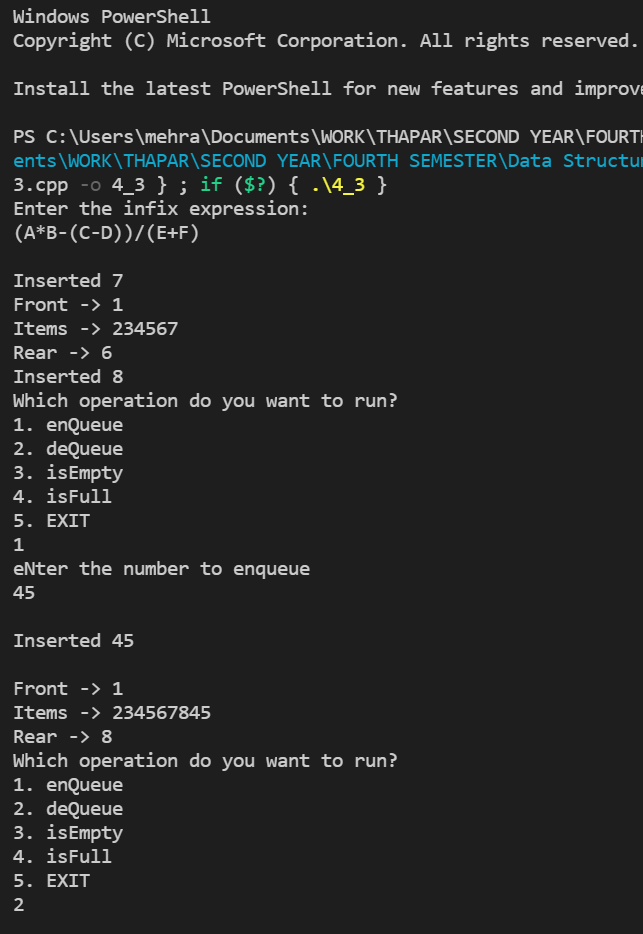 Windows PowerShell
Copyright (C) Microsoft Corporation. All rights reserved.
Install the latest PowerShell for new features and
PS C:\Users\mehra\Documents\WORK\THAPAR\SECOND YEAR\
ents\WORK\THAPAR\SECOND YEAR\FOURTH SEMESTER\Data
3.cpp -o 4_3 } ; if ($?) { .\4_3 }
Enter the infix expression:
(A*B-(C-D))/(E+F)
Inserted 7
Front -> 1
Items -> 234567
Rear -> 6
Inserted 8
Which operation do you want to run?
1. enQueue
2. deQueue
3. isEmpty
4. isFull
5. EXIT
1
eNter the number to enqueue
45
Inserted 45
Front -> 1
Items -> 234567845
Rear -> 8
Which operation do you want to run?
1. enQueue
2. deQueue
3. isEmpty
4. isFull
5. EXIT
2